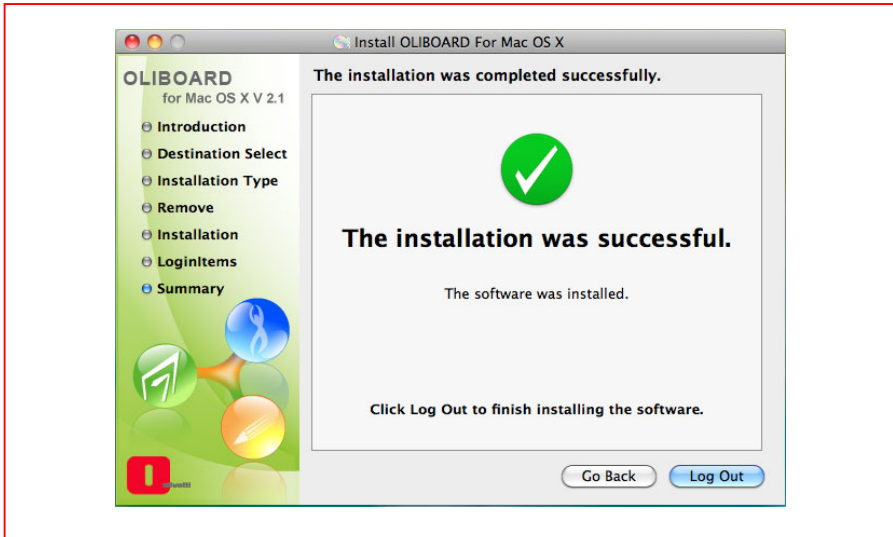 Install OLIBOARD For Mac OS X
OLIBOARD
for Mac OS X V 2.1
Introduction
Destination Select
Installation Type
Remove
Installation
LoginItems
Summary
olivetti
The installation was completed successfully.
The installation was successful.
The software was installed.
Click Log Out to finish installing the software.
Go Back
Log Out